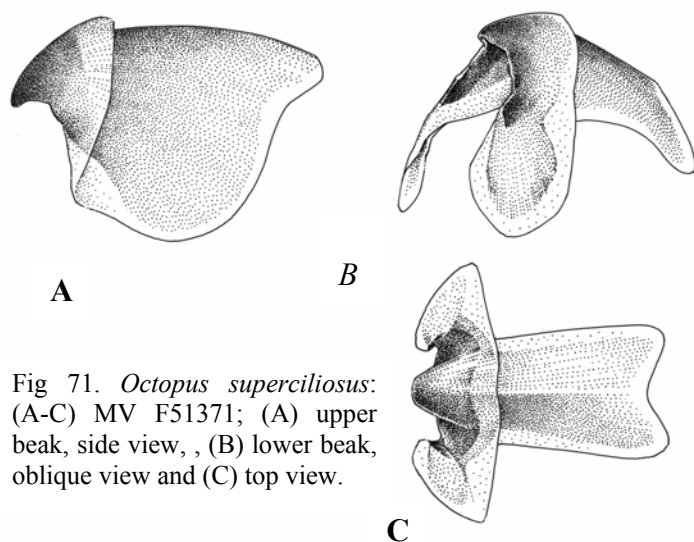 A
B
Fig 71. Octopus superciliosus:
(A-C) MV F51371; (A) upper
beak, side view, , (B) lower beak,
oblique view and (C) top view.
C